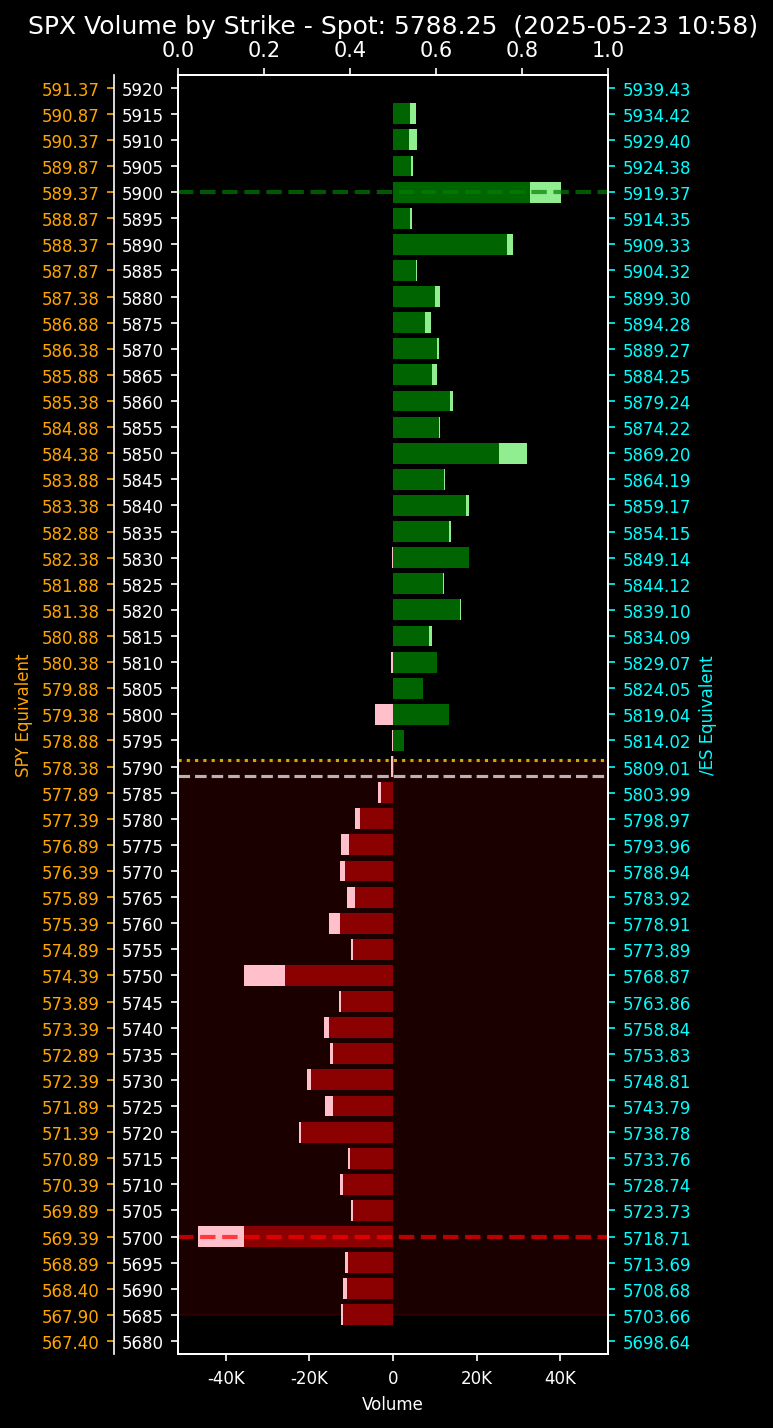 SPX Volume by Strike - Spot: 5788.25 (2025-05-23 10:58)
0.0 0.2 0.4 0.6 0.8 1.0
591.37 5920 5939.43
590.87 5915 5934.42
590.37 5910 5929.40
589.87 5905 5924.38
589.37 5900 5919.37
588.87 5895 5914.35
588.37 5890 5909.33
587.87 5885 5904.32
587.38 5880 5899.30
586.88 5875 5894.28
586.38 5870 5889.27
585.88 5865 5884.25
585.38 5860 5879.24
584.88 5855 5874.22
584.38 5850 5869.20
583.88 5845 5864.19
583.38 5840 5859.17
582.88 5835 5854.15
582.38 5830 5849.14
581.88 5825 5844.12
581.38 5820 5839.10
580.88 5815 5834.09
580.38 5810 5829.07
579.88 5805 5824.05
579.38 5800 5819.04
578.88 5795 5814.02
578.38 5790 5809.01
577.89 5785 5803.99
577.39 5780 5798.97
576.89 5775 5793.96
576.39 5770 5788.94
575.89 5765 5783.92
575.39 5760 5778.91
574.89 5755 5773.89
574.39 5750 5768.87
573.89 5745 5763.86
573.39 5740 5758.84
572.89 5735 5753.83
572.39 5730 5748.81
571.89 5725 5743.79
571.39 5720 5738.78
570.89 5715 5733.76
570.39 5710 5728.74
569.89 5705 5723.73
569.39 5700 5718.71
568.89 5695 5713.69
568.40 5690 5708.68
567.90 5685 5703.66
567.40 5680 5698.64
SPY Equivalent
/ES Equivalent
-40K -20K 0 20K 40K
Volume